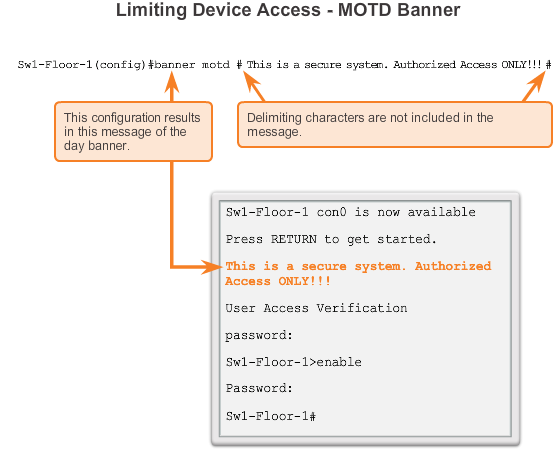 Limiting Device Access - MOTD Banner
Sw1-Floor-1(config)#banner motd # This is a secure system. Authorized Access ONLY!!! #
This configuration results
in this message of the
day banner.
Delimiting characters are not included in the
message.
Sw1-Floor-1 con0 is now available
Press RETURN to get started.
This is a secure system. Authorized
Access ONLY!!!
User Access Verification
password:
Sw1-Floor-1>enable
Password:
Sw1-Floor-1#